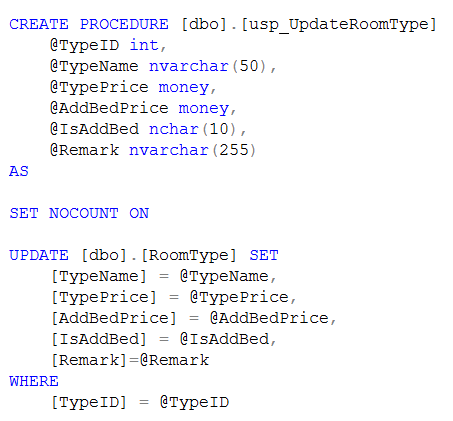 CREATE PROCEDURE [dbo].[usp_UpdateRoomType]
    @TypeID int,
    @TypeName nvarchar(50),
    @TypePrice money,
    @AddBedPrice money,
    @IsAddBed nchar(10),
    @Remark nvarchar(255)
AS

SET NOCOUNT ON

UPDATE [dbo].[RoomType] SET
    [TypeName] = @TypeName,
    [TypePrice] = @TypePrice,
    [AddBedPrice] = @AddBedPrice,
    [IsAddBed] = @IsAddBed,
    [Remark]=@Remark
WHERE
    [TypeID] = @TypeID